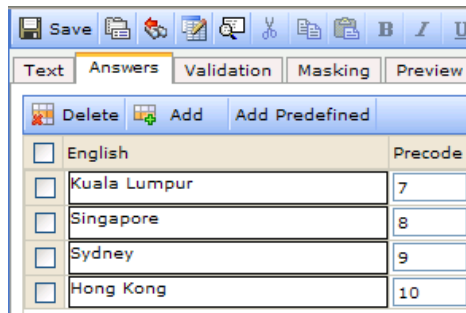 Save B I U
Text Answers Validation Masking Preview
Delete Add Add Predefined
English Precode
Kuala Lumpur 7
Singapore 8
Sydney 9
Hong Kong 10